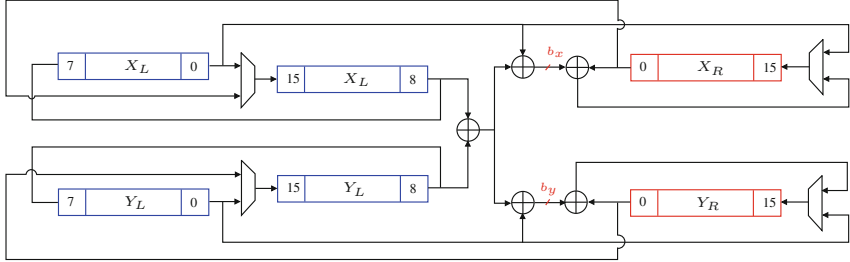 b_x
7 X_L 0
15 X_L 8
0 X_R 15
b_y
7 Y_L 0
15 Y_L 8
0 Y_R 15